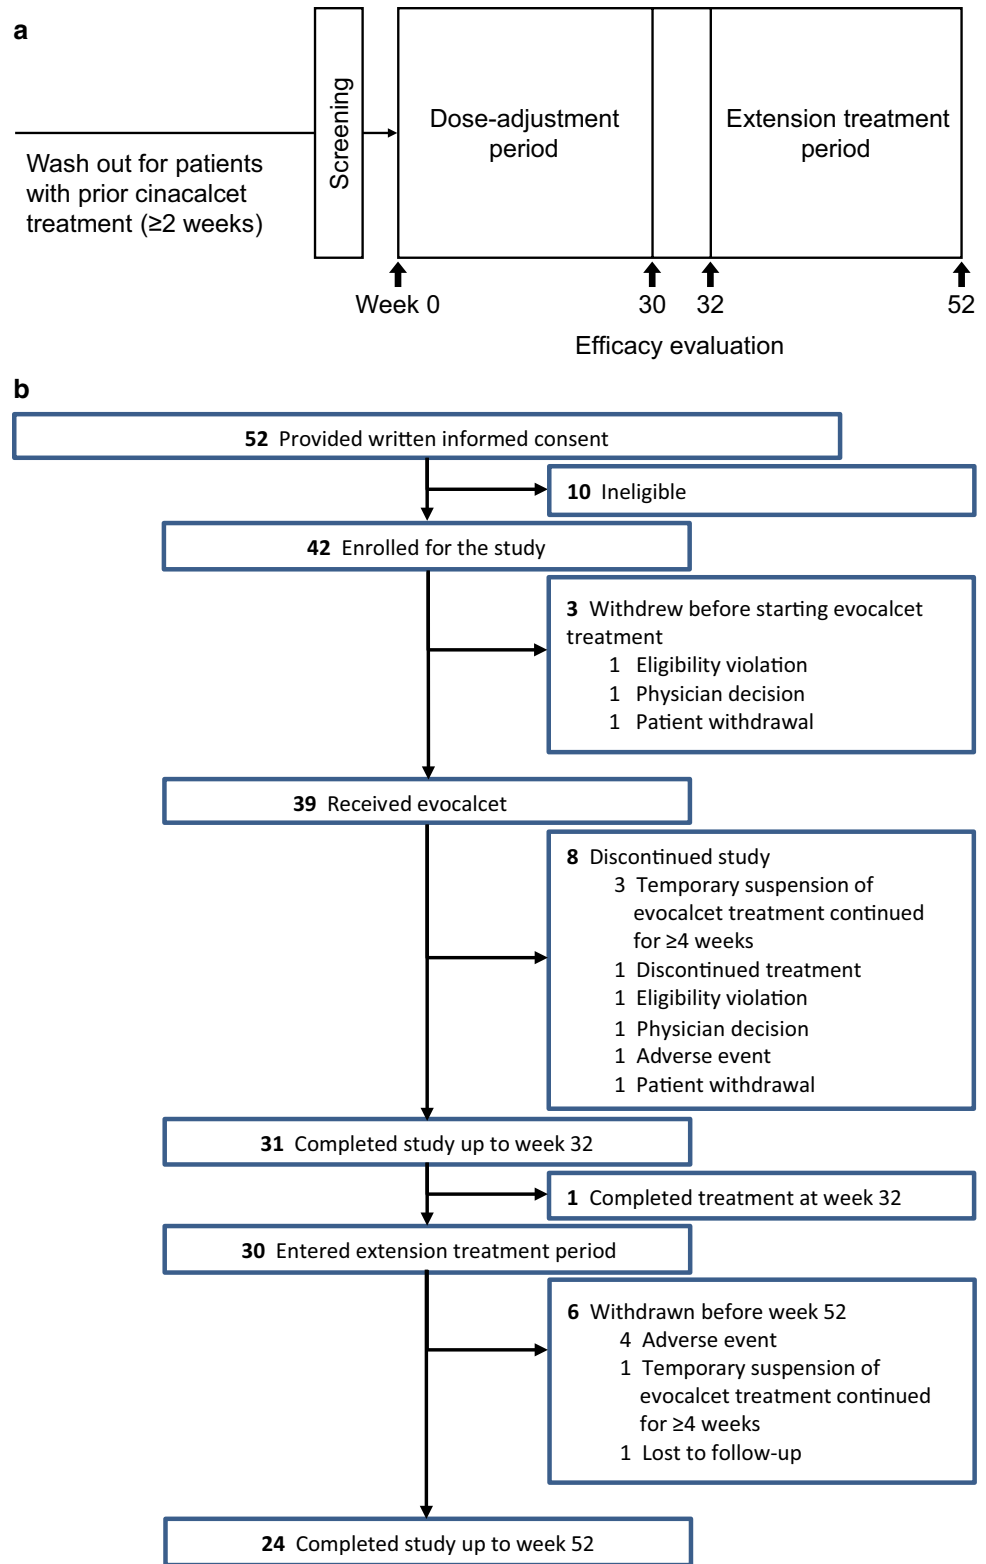 a
Screening
Wash out for patients
with prior cinacalcet
treatment (≥2 weeks)
Dose-adjustment
period
Extension treatment
period
Week 0
30
32
52
Efficacy evaluation
b
52 Provided written informed consent
10 Ineligible
42 Enrolled for the study
3 Withdrew before starting evocalcet
treatment
1 Eligibility violation
1 Physician decision
1 Patient withdrawal
39 Received evocalcet
8 Discontinued study
3 Temporary suspension of
evocalcet treatment continued
for ≥4 weeks
1 Discontinued treatment
1 Eligibility violation
1 Physician decision
1 Adverse event
1 Patient withdrawal
31 Completed study up to week 32
1 Completed treatment at week 32
30 Entered extension treatment period
6 Withdrawn before week 52
4 Adverse event
1 Temporary suspension of
evocalcet treatment continued
for ≥4 weeks
1 Lost to follow-up
24 Completed study up to week 52